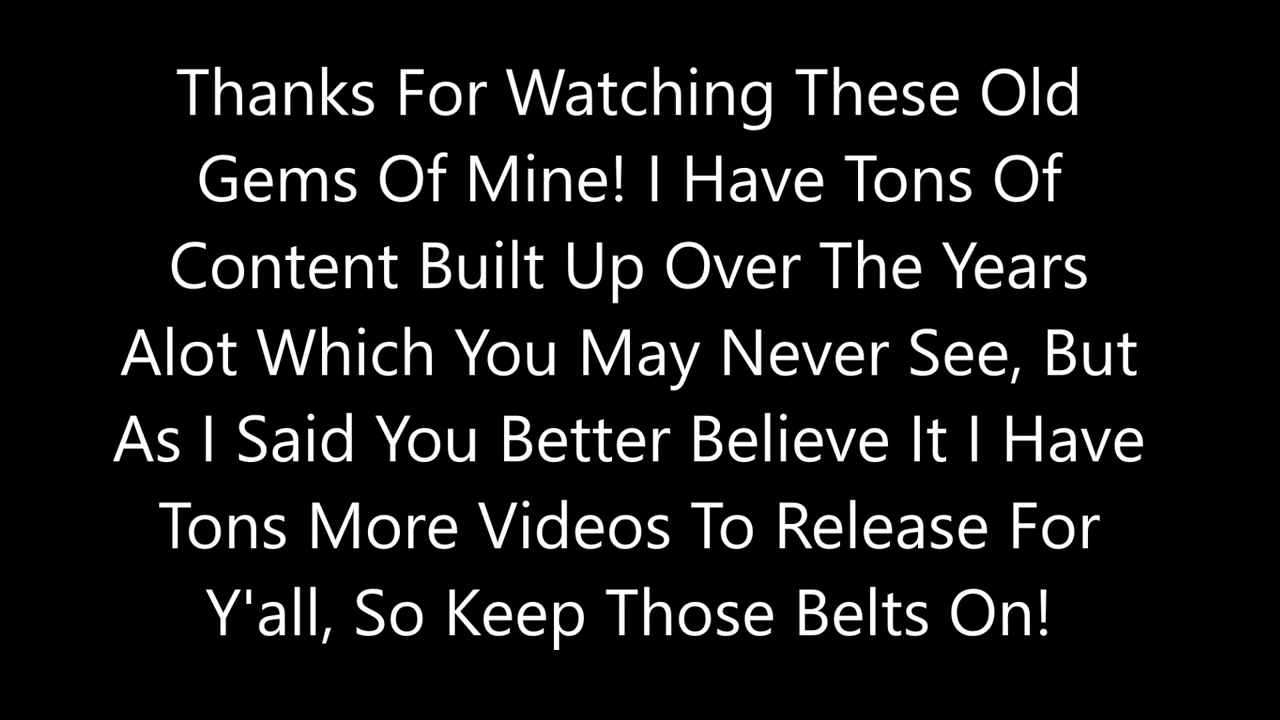 Thanks For Watching These Old
Gems Of Mine! I Have Tons Of
Content Built Up Over The Years
Alot Which You May Never See, But
As I Said You Better Believe It I Have
Tons More Videos To Release For
Y'all, So Keep Those Belts On!